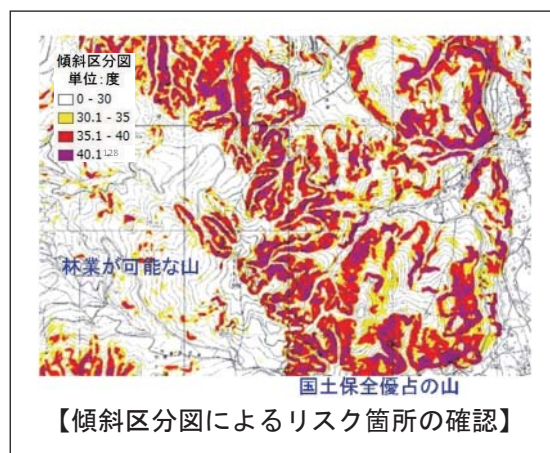 傾斜区分図
単位:度
0 - 30
30.1 - 35
35.1 - 40
40.1
林業が可能な山
国土保全優占の山
【傾斜区分図によるリスク箇所の確認】